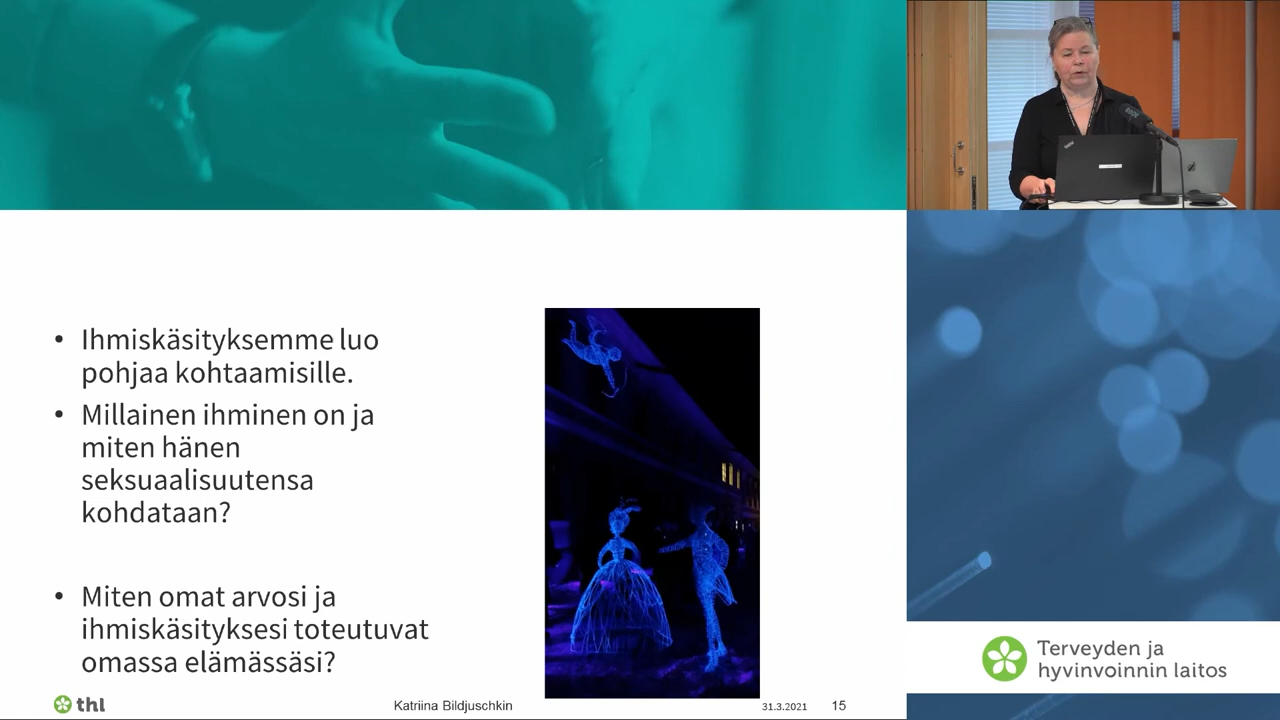 • Ihmiskäsityksemme luo
pohjaa kohtaamisille.
• Millainen ihminen on ja
miten hänen
seksuaalisuutensa
kohdataan?
• Miten omat arvosi ja
ihmiskäsityksesi toteutuvat
omassa elämässäsi?
thl
Katriina Bildjuschkin
31.3.2021
15
Terveyden ja
hyvinvoinnin laitos